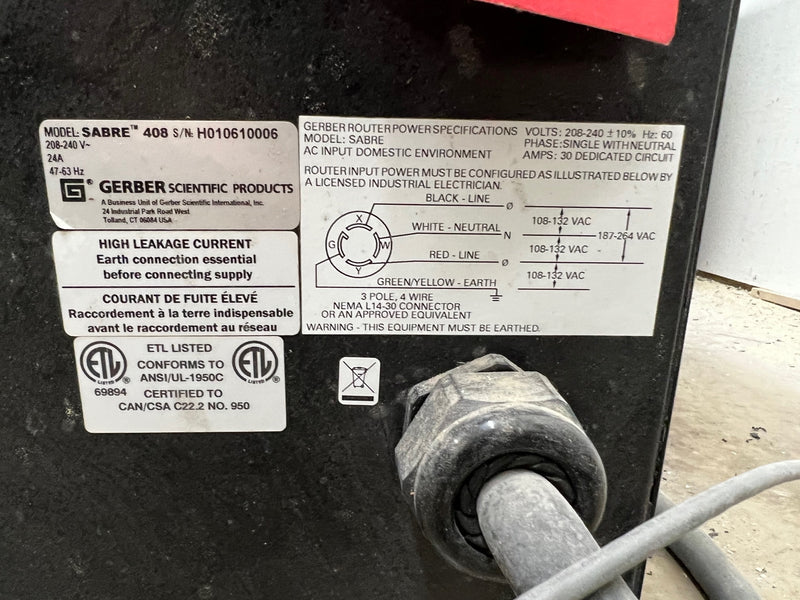 MODEL: SABRE™ 408 S/N: H010610006
208-240 V~
24A
47-63 Hz
G® GERBER SCIENTIFIC PRODUCTS
A Business Unit of Gerber Scientific International, Inc.
24 Industrial Park Road West
Tolland, CT 06084 USA
HIGH LEAKAGE CURRENT
Earth connection essential
before connecting supply
COURANT DE FUITE ÉLEVÉ
Raccordement à la terre indispensable
avant le raccordement au réseau
ETL LISTED
CONFORMS TO
ANSI/UL-1950C
CERTIFIED TO
CAN/CSA C22.2 NO. 950
ETL LISTED ®
69894
ETL LISTED ®
GERBER ROUTER POWER SPECIFICATIONS
MODEL: SABRE
AC INPUT DOMESTIC ENVIRONMENT
VOLTS: 208-240 ±10% Hz: 60
PHASE: SINGLE WITH NEUTRAL
AMPS: 30 DEDICATED CIRCUIT
ROUTER INPUT POWER MUST BE CONFIGURED AS ILLUSTRATED BELOW BY
A LICENSED INDUSTRIAL ELECTRICIAN.
BLACK - LINE Ø
WHITE - NEUTRAL N
RED - LINE Ø
GREEN/YELLOW - EARTH
X
G W
Y
108-132 VAC
108-132 VAC
187-264 VAC
108-132 VAC
3 POLE, 4 WIRE
NEMA L14-30 CONNECTOR
OR AN APPROVED EQUIVALENT
WARNING - THIS EQUIPMENT MUST BE EARTHED.